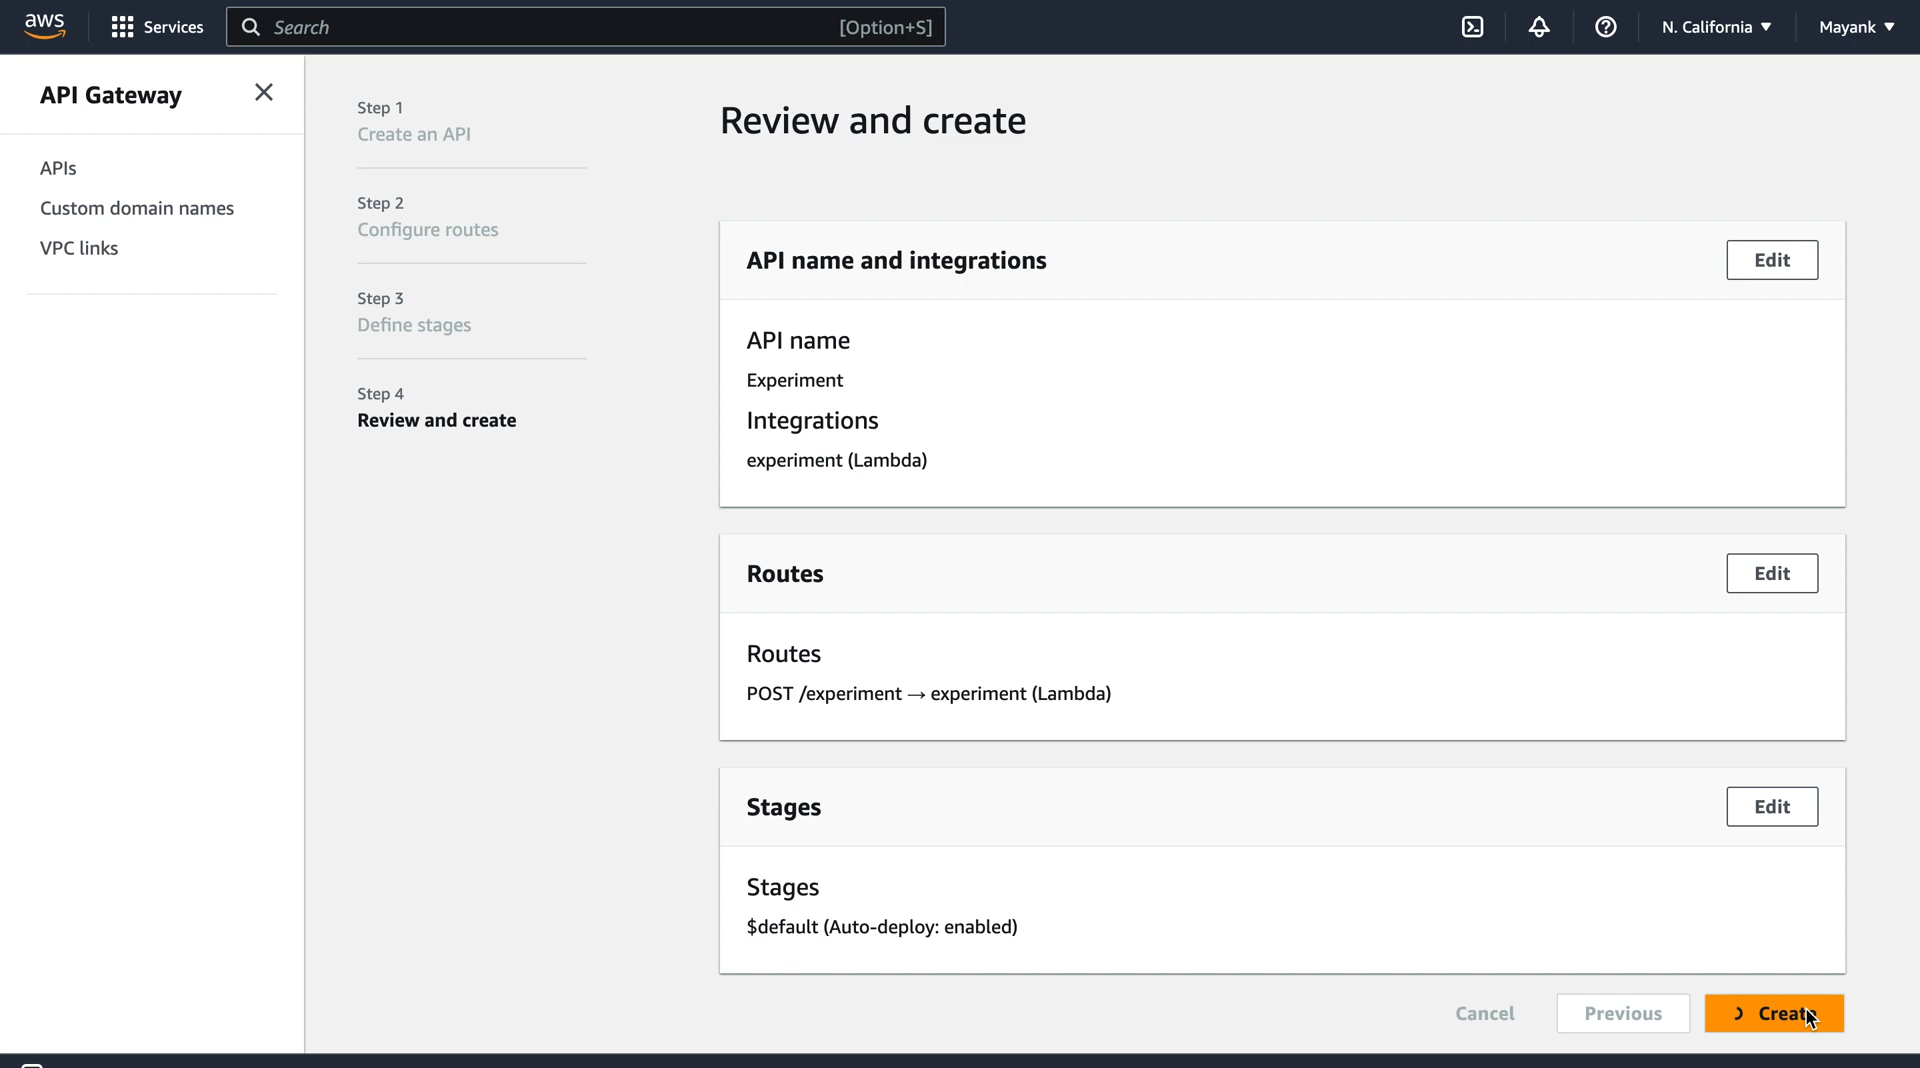 aws
Services
Search
[Option+S]
N. California
Mayank
API Gateway
APIs
Custom domain names
VPC links
Step 1
Create an API
Step 2
Configure routes
Step 3
Define stages
Step 4
Review and create
Review and create
API name and integrations
Edit
API name
Experiment
Integrations
experiment (Lambda)
Routes
Edit
Routes
POST /experiment → experiment (Lambda)
Stages
Edit
Stages
$default (Auto-deploy: enabled)
Cancel
Previous
Create